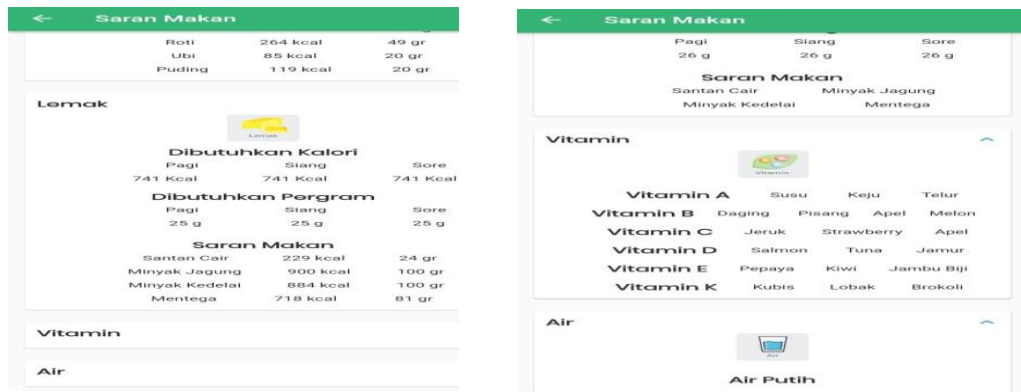 Saran Makan
Roti 264 kcal 49 gr
Ubi 85 kcal 20 gr
Puding 119 kcal 20 gr
Lemak
Lemak
Dibutuhkan Kalori
Pagi Siang Sore
741 Kcal 741 Kcal 741 Kcal
Dibutuhkan Pergram
Pagi Siang Sore
25 g 25 g 25 g
Saran Makan
Santan Cair 229 kcal 24 gr
Minyak Jagung 900 kcal 100 gr
Minyak Kedelai 884 kcal 100 gr
Mentega 718 kcal 81 gr
Vitamin
Air
Saran Makan
Pagi Siang Sore
26 g 26 g 26 g
Saran Makan
Santan Cair Minyak Jagung
Minyak Kedelai Mentega
Vitamin
Vitamin
Vitamin A Susu Keju Telur
Vitamin B Daging Pisang Apel Melon
Vitamin C Jeruk Strawberry Apel
Vitamin D Salmon Tuna Jamur
Vitamin E Pepaya Kiwi Jambu Biji
Vitamin K Kubis Lobak Brokoli
Air
Air
Air Putih